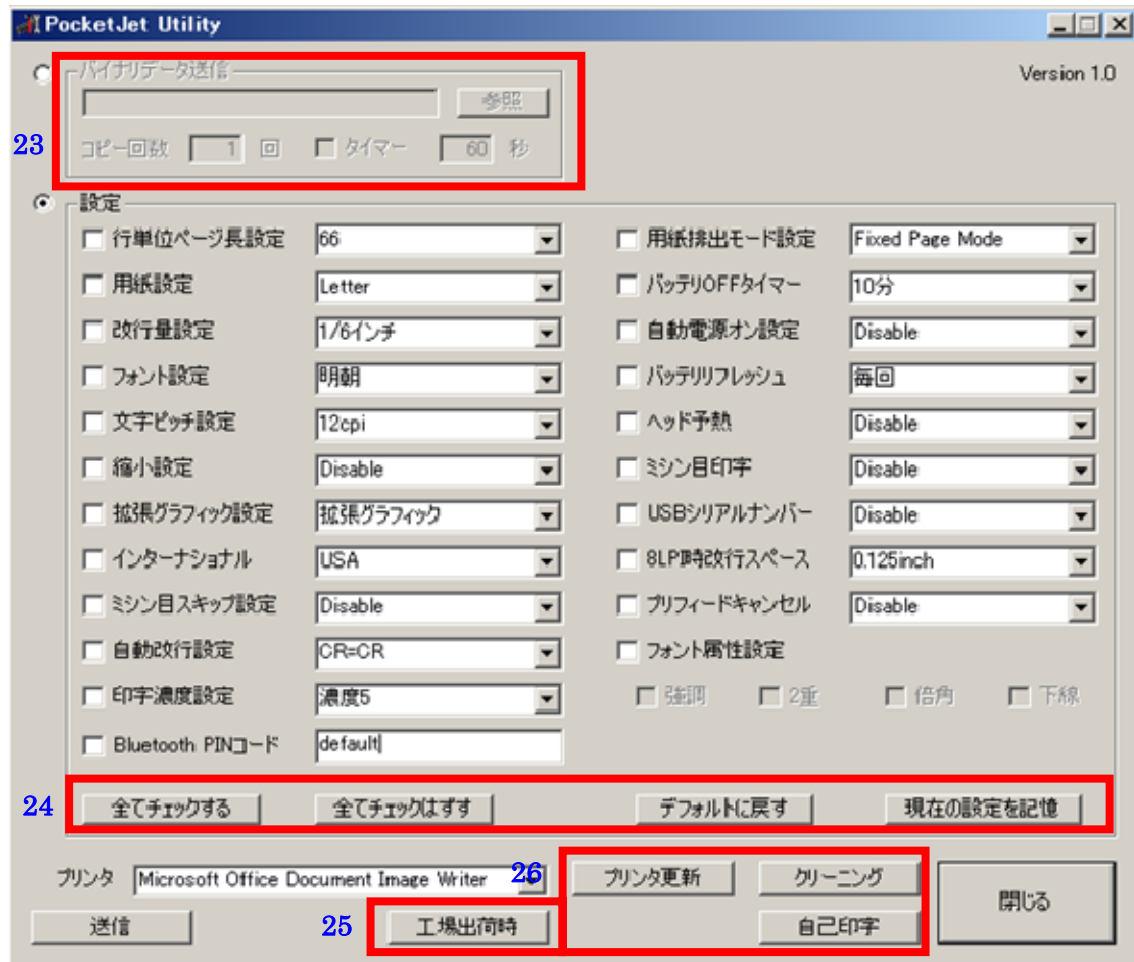 PocketJet Utility
バイナリデータ送信
Version 1.0
参照
23
コピー回数 1 回 タイマー 60 秒
設定
行単位ページ長設定 66 用紙排出モード設定 Fixed Page Mode
用紙設定 Letter バッテリOFFタイマー 10分
改行量設定 1/6インチ 自動電源オン設定 Disable
フォント設定 明朝 バッテリリフレッシュ 毎回
文字ピッチ設定 12cpi ヘッド予熱 Disable
縮小設定 Disable ミシン目印字 Disable
拡張グラフィック設定 拡張グラフィック USBシリアルナンバー Disable
インターナショナル USA 8LPI時改行スペース 0.125inch
ミシン目スキップ設定 Disable プリフィードキャンセル Disable
自動改行設定 CR=CR フォント属性設定
印字濃度設定 濃度5 強調 2重 倍角 下線
Bluetooth PINコード default
24 全てチェックする 全てチェックはずす デフォルトに戻す 現在の設定を記憶
プリンタ Microsoft Office Document Image Writer 26 プリンタ更新 クリーニング
閉じる
送信 25 工場出荷時 自己印字